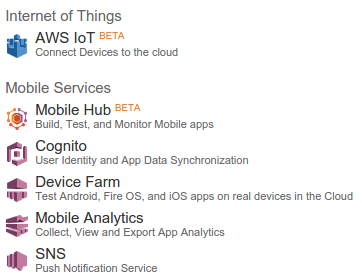 Internet of Things
AWS IoT BETA
Connect Devices to the cloud
Mobile Services
Mobile Hub BETA
Build, Test, and Monitor Mobile apps
Cognito
User Identity and App Data Synchronization
Device Farm
Test Android, Fire OS, and iOS apps on real devices in the Cloud
Mobile Analytics
Collect, View and Export App Analytics
SNS
Push Notification Service